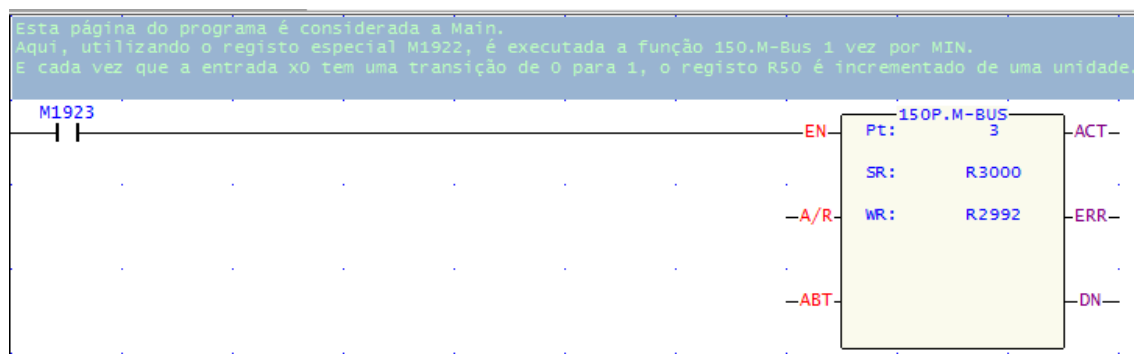 Esta página do programa é considerada a Main.
Aqui, utilizando o registo especial M1922, é executada a função 150.M-Bus 1 vez por MIN.
E cada vez que a entrada x0 tem uma transição de 0 para 1, o registo R50 é incrementado de uma unidade.
M1923
150P.M-BUS
EN Pt: 3 ACT
SR: R3000
A/R WR: R2992 ERR
ABT DN